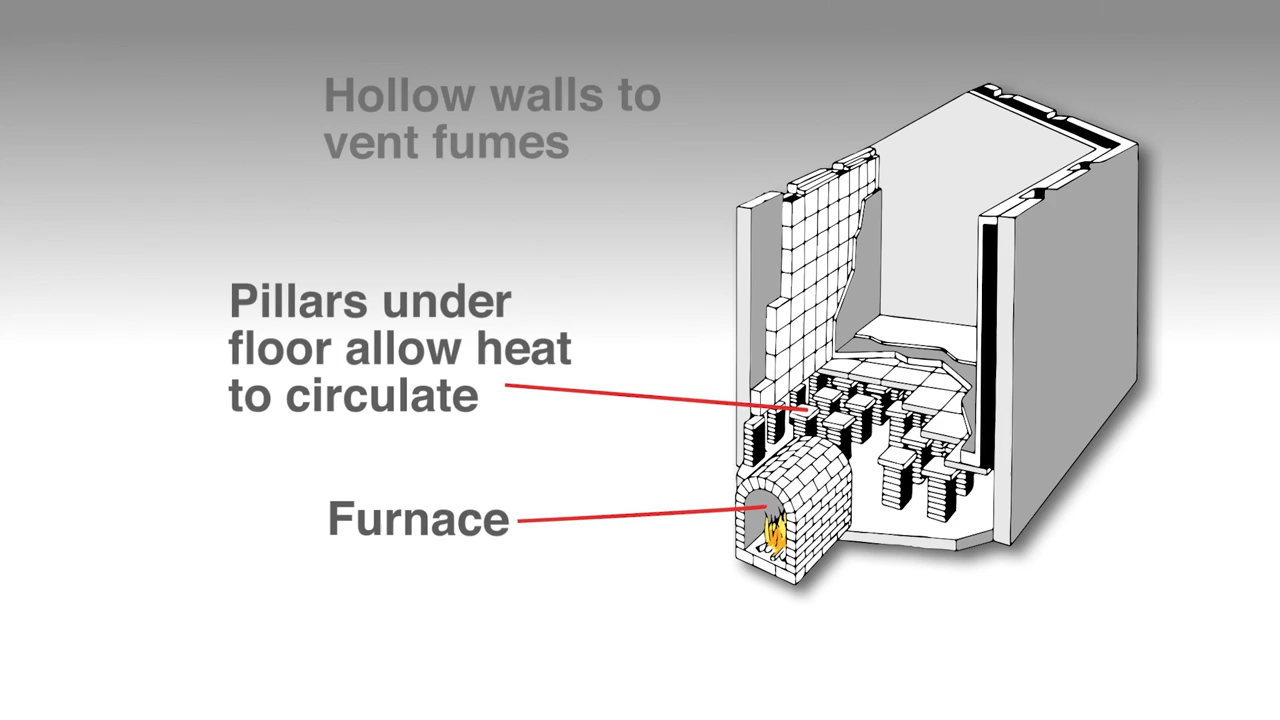 Hollow walls to
vent fumes
Pillars under
floor allow heat
to circulate
Furnace